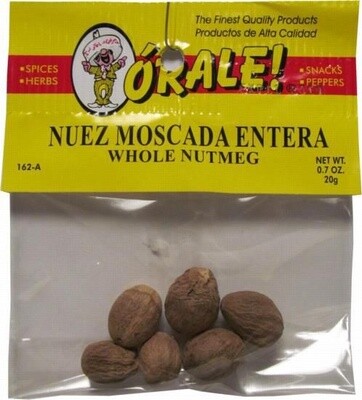 The Finest Quality Products
Productos de Alta Calidad
•SPICES
•HERBS
ÓRALE!
•SNACKS
•PEPPERS
NUEZ MOSCADA ENTERA
WHOLE NUTMEG
162-A
NET WT.
0.7 OZ.
20g